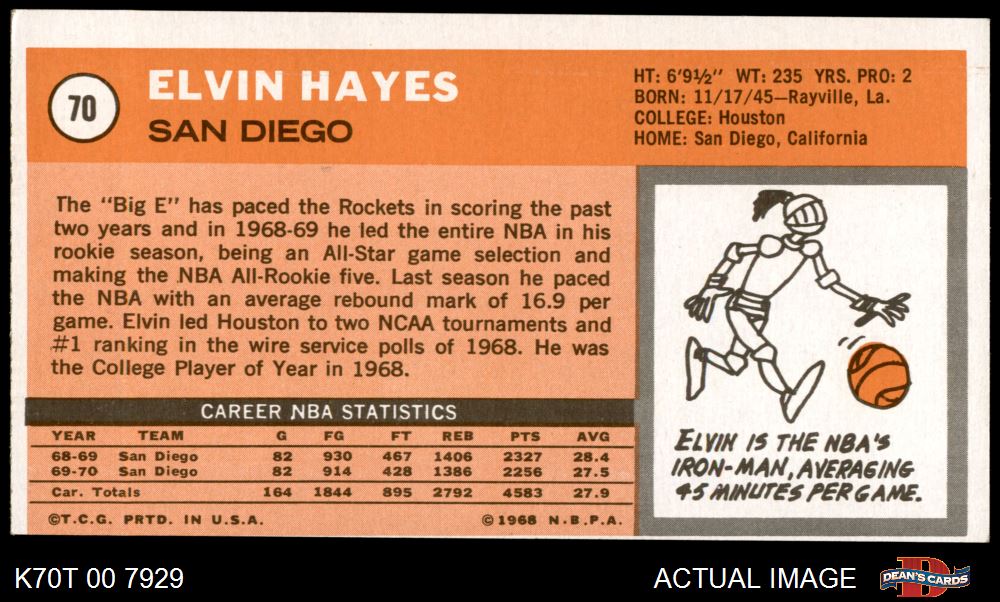 70
ELVIN HAYES
SAN DIEGO
HT: 6'9½" WT: 235 YRS. PRO: 2
BORN: 11/17/45—Rayville, La.
COLLEGE: Houston
HOME: San Diego, California
The "Big E" has paced the Rockets in scoring the past
two years and in 1968-69 he led the entire NBA in his
rookie season, being an All-Star game selection and
making the NBA All-Rookie five. Last season he paced
the NBA with an average rebound mark of 16.9 per
game. Elvin led Houston to two NCAA tournaments and
#1 ranking in the wire service polls of 1968. He was
the College Player of Year in 1968.
CAREER NBA STATISTICS
YEAR TEAM G FG FT REB PTS AVG
68-69 San Diego 82 930 467 1406 2327 28.4
69-70 San Diego 82 914 428 1386 2256 27.5
Car. Totals 164 1844 895 2792 4583 27.9
©T.C.G. PRTD. IN U.S.A. ©1968 N.B.P.A.
ELVIN IS THE NBA'S
IRON-MAN, AVERAGING
45 MINUTES PER GAME.
K70T 00 7929
ACTUAL IMAGE
D
DEAN'S CARDS